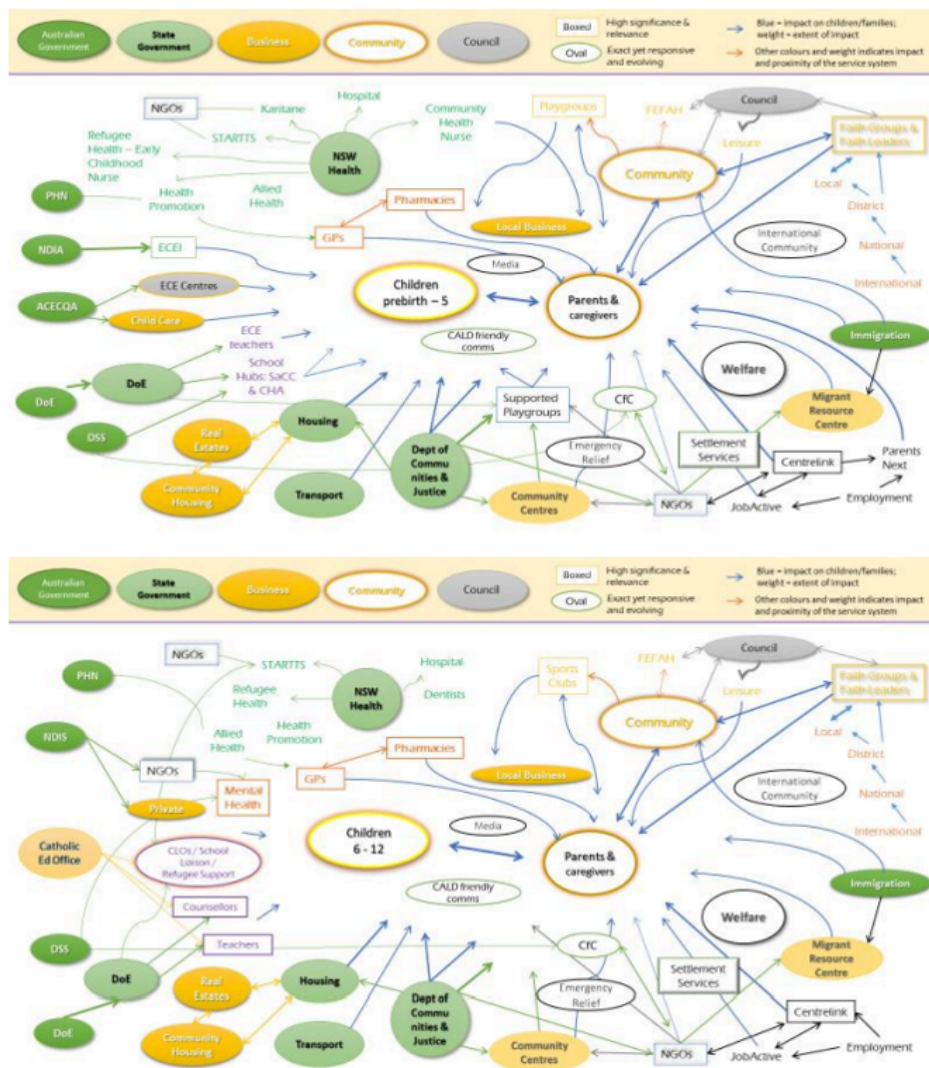 Australian
Government
State
Government
Business
Community
Council
Boxed
High significance &
relevance
Oval
Exact yet responsive
and evolving
Blue = impact on children/families;
weight = extent of impact
Other colours and weight indicates impact
and proximity of the service system
NGOs
Karitane
Hospital
STARTTS
Refugee
Health – Early
Childhood
Nurse
NSW
Health
Community
Health
Nurse
Playgroups
FEFAH
Council
Leisure
Faith Groups &
Faith Leaders
Community
PHN
Health
Promotion
Allied
Health
Pharmacies
GPs
Local Business
Local
District
National
International
International
Community
NDIA
ECEI
Media
ACECQA
ECE Centres
Child Care
Children
prebirth – 5
Parents &
caregivers
Immigration
ECE
teachers
CALD friendly
comms
School
Hubs: SaCC
& CHA
DoE
DoE
DSS
Welfare
Migrant
Resource
Centre
Supported
Playgroups
CfC
Housing
Real
Estates
Community
Housing
Transport
Dept of
Commu
nities &
Justice
Emergency
Relief
Settlement
Services
Centrelink
Parents
Next
Community
Centres
NGOs
JobActive
Employment
Australian
Government
State
Government
Business
Community
Council
Boxed
High significance &
relevance
Oval
Exact yet responsive
and evolving
Blue = impact on children/families;
weight = extent of impact
Other colours and weight indicates impact
and proximity of the service system
NGOs
STARTTS
Hospital
Dentists
PHN
Refugee
Health
NSW
Health
Sports
Clubs
FEFAH
Council
Leisure
Faith Groups &
Faith Leaders
Community
NDIS
Allied
Health
Health
Promotion
Pharmacies
GPs
Local Business
Local
District
National
International
International
Community
NGOs
Mental
Health
Private
Media
Catholic
Ed Office
CLOs / School
Liaison /
Refugee Support
Children
6 - 12
Parents &
caregivers
Immigration
CALD friendly
comms
Counsellors
Teachers
DSS
DoE
DoE
Welfare
Migrant
Resource
Centre
CfC
Housing
Real
Estates
Community
Housing
Transport
Dept of
Commu
nities &
Justice
Emergency
Relief
Settlement
Services
Centrelink
Community
Centres
NGOs
JobActive
Employment